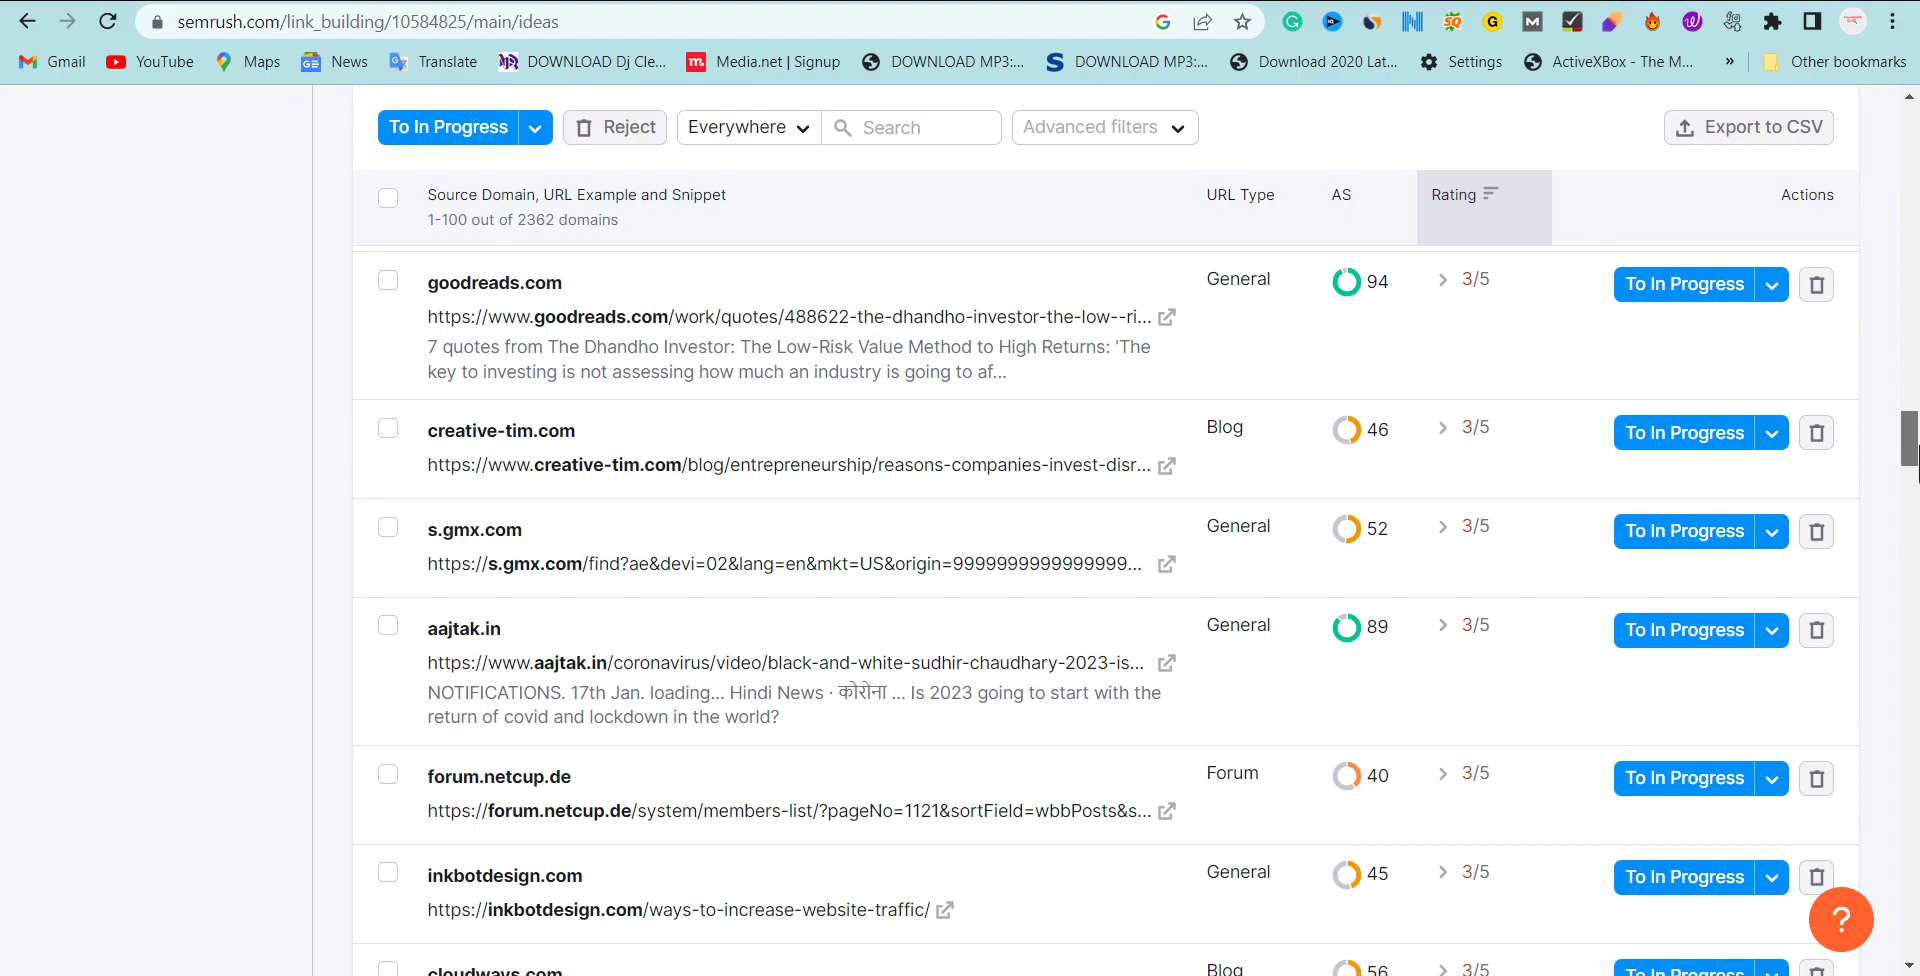 semrush.com/link_building/10584825/main/ideas
Gmail YouTube Maps News Translate DOWNLOAD Dj Cle... Media.net | Signup DOWNLOAD MP3:... DOWNLOAD MP3:... Download 2020 Lat... Settings ActiveXBox - The M... » Other bookmarks
To In Progress Reject Everywhere Search Advanced filters Export to CSV
Source Domain, URL Example and Snippet URL Type AS Rating Actions
1-100 out of 2362 domains
goodreads.com General 94 3/5 To In Progress
https://www.goodreads.com/work/quotes/488622-the-dhandho-investor-the-low--ri...
7 quotes from The Dhandho Investor: The Low-Risk Value Method to High Returns: 'The
key to investing is not assessing how much an industry is going to af...
creative-tim.com Blog 46 3/5 To In Progress
https://www.creative-tim.com/blog/entrepreneurship/reasons-companies-invest-disr...
s.gmx.com General 52 3/5 To In Progress
https://s.gmx.com/find?ae&devi=02&lang=en&mkt=US&origin=9999999999999999...
aajtak.in General 89 3/5 To In Progress
https://www.aajtak.in/coronavirus/video/black-and-white-sudhir-chaudhary-2023-is...
NOTIFICATIONS. 17th Jan. loading... Hindi News · कोरोना ... Is 2023 going to start with the
return of covid and lockdown in the world?
forum.netcup.de Forum 40 3/5 To In Progress
https://forum.netcup.de/system/members-list/?pageNo=1121&sortField=wbbPosts&s...
inkbotdesign.com General 45 3/5 To In Progress
https://inkbotdesign.com/ways-to-increase-website-traffic/
?
cloudways.com Blog 56 3/5 To In Progress